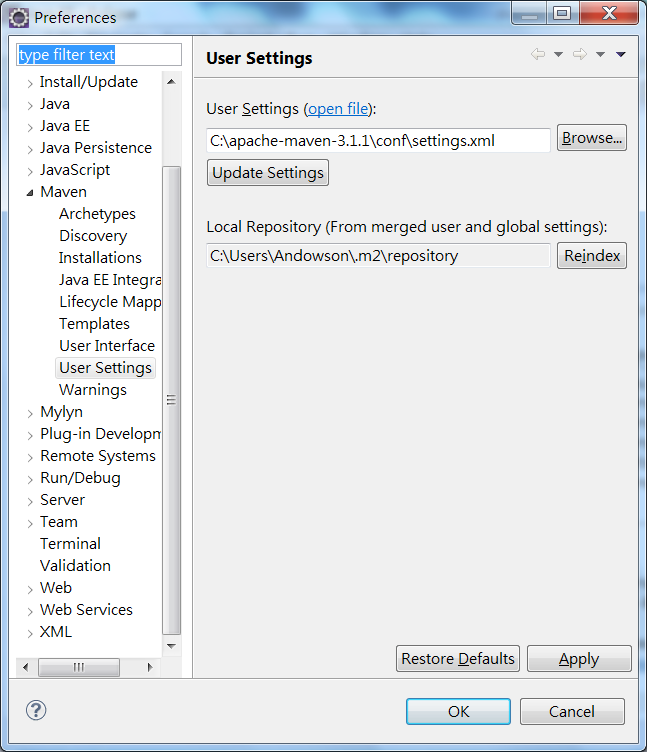 Preferences
type filter text
Install/Update
Java
Java EE
Java Persistence
JavaScript
Maven
Archetypes
Discovery
Installations
Java EE Integra
Lifecycle Mapp
Templates
User Interface
User Settings
Warnings
Mylyn
Plug-in Developm
Remote Systems
Run/Debug
Server
Team
Terminal
Validation
Web
Web Services
XML
User Settings
User Settings (open file):
C:\apache-maven-3.1.1\conf\settings.xml
Browse...
Update Settings
Local Repository (From merged user and global settings):
C:\Users\Andowson\.m2\repository
Reindex
Restore Defaults
Apply
OK
Cancel